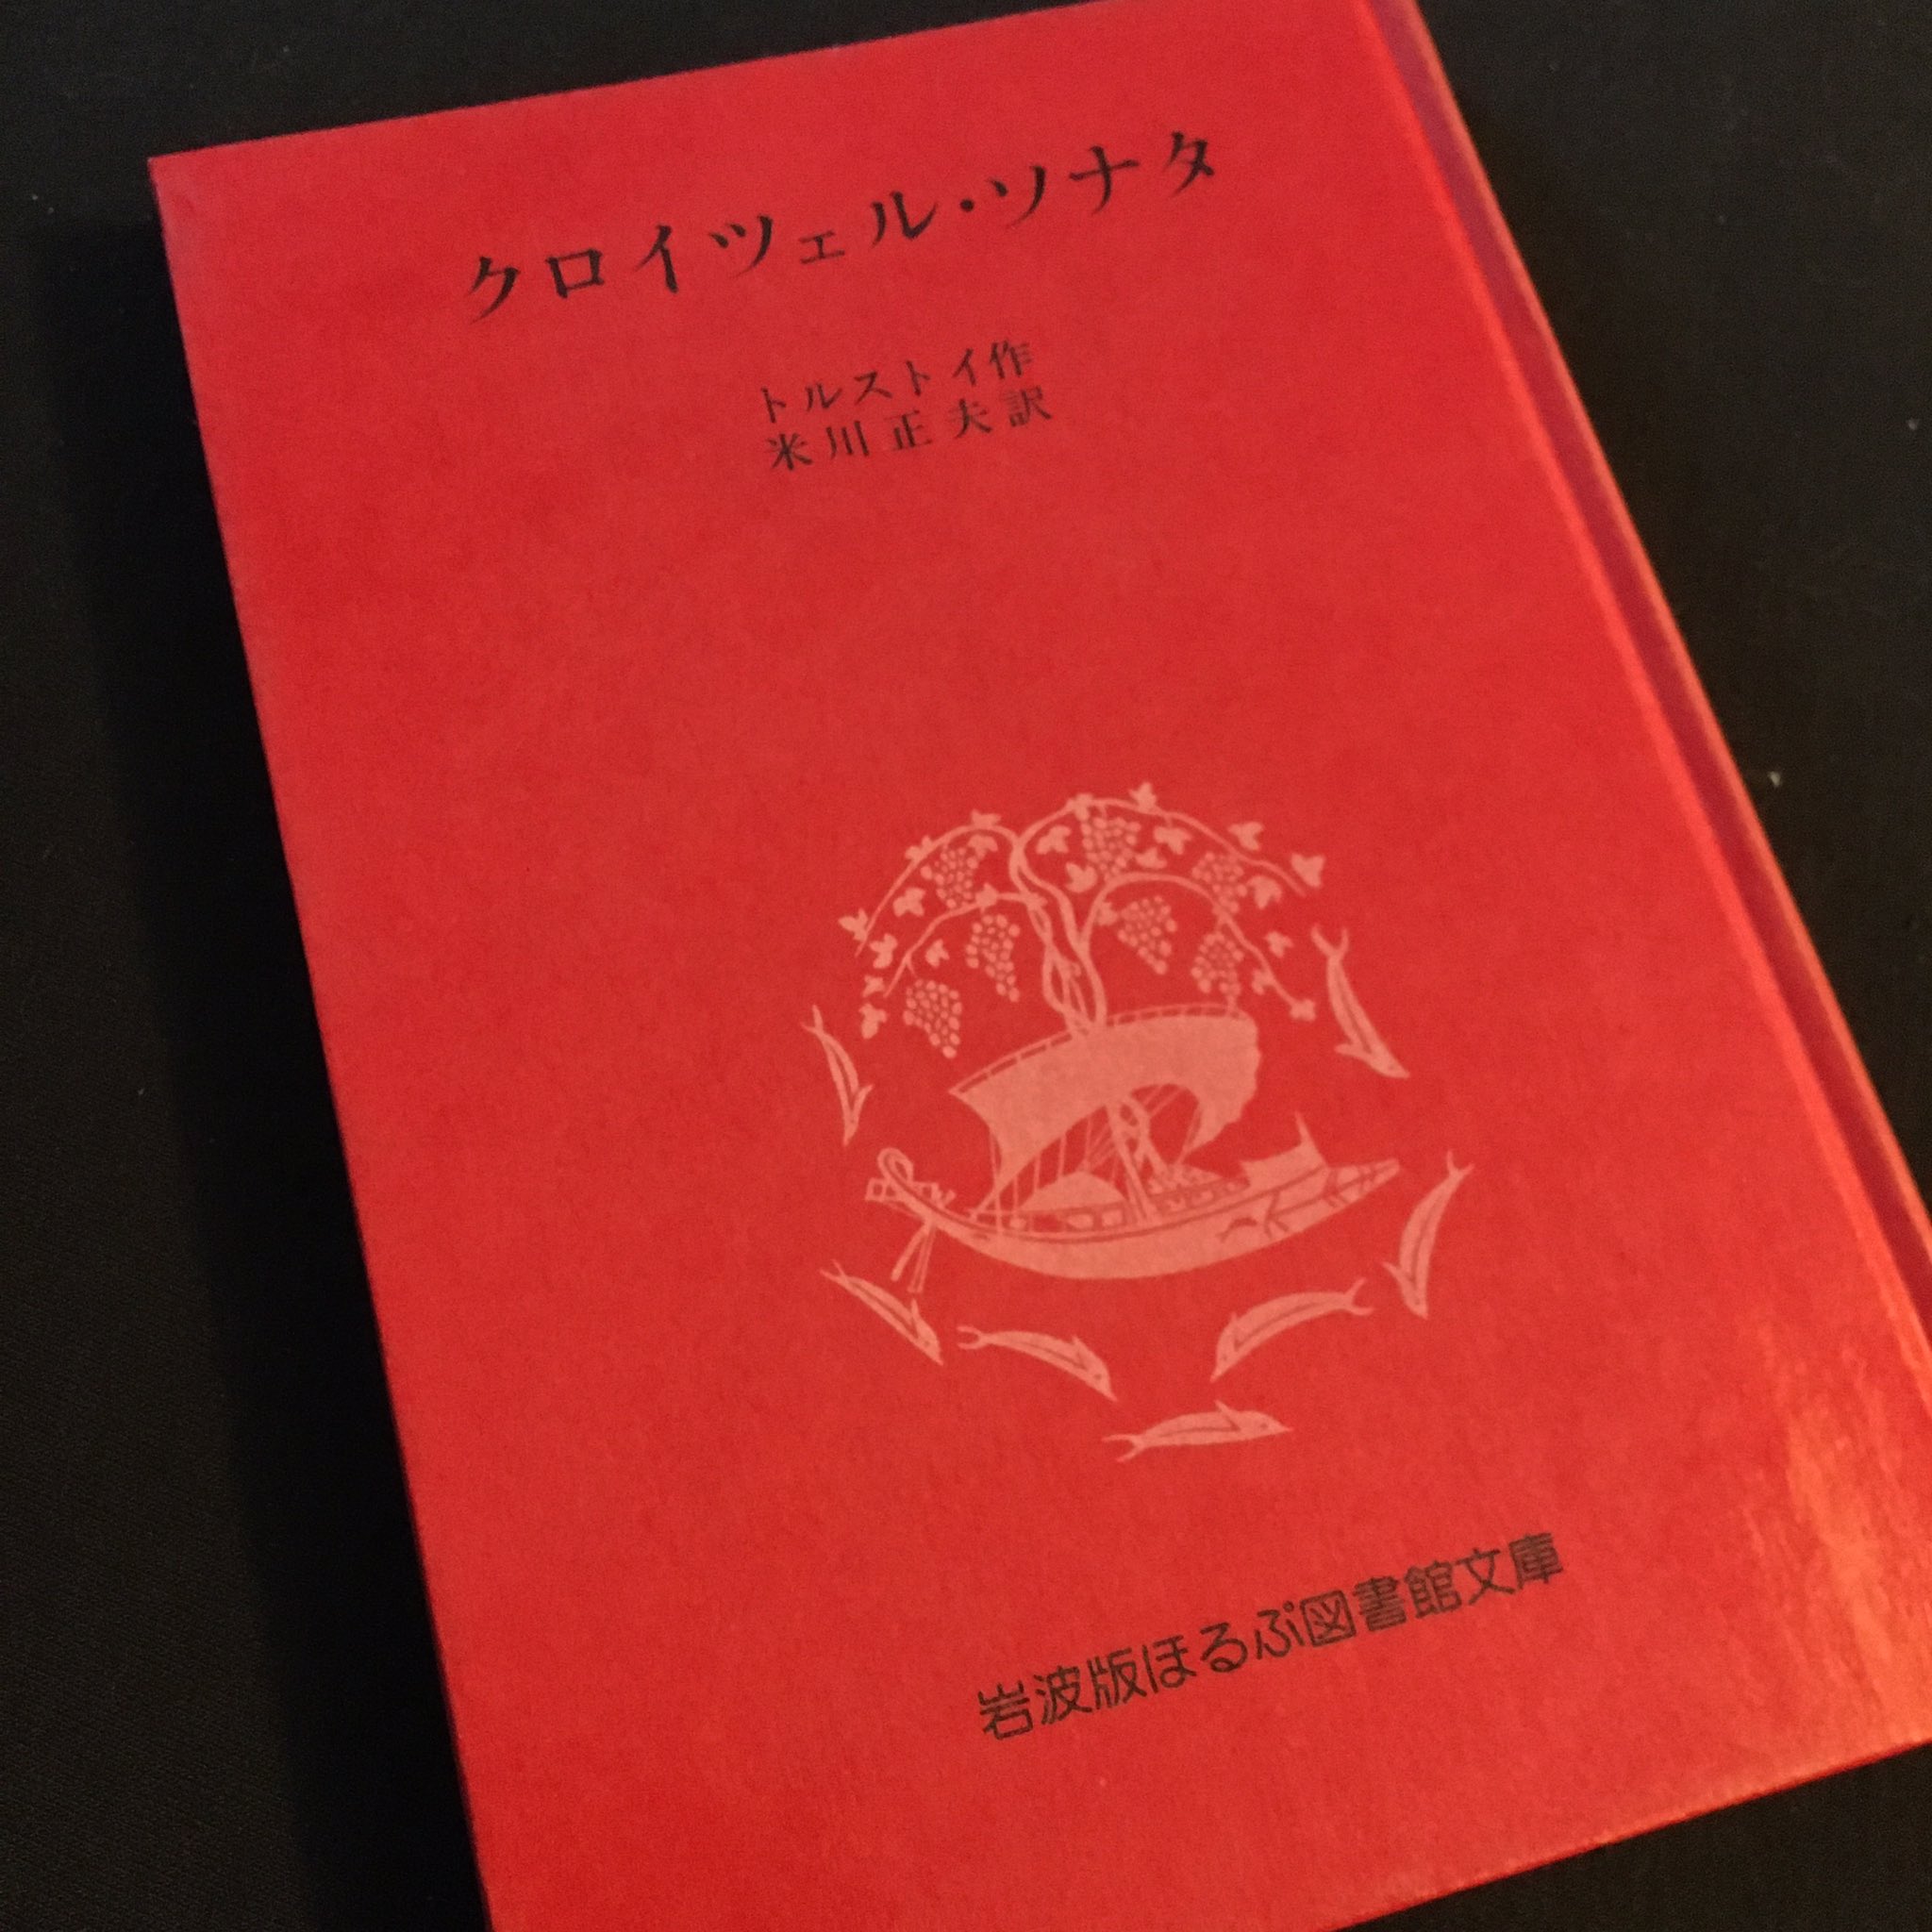 クロイツェル・ソナタ
トルストイ作
米川正夫訳
岩波版ほるぷ図書館文庫